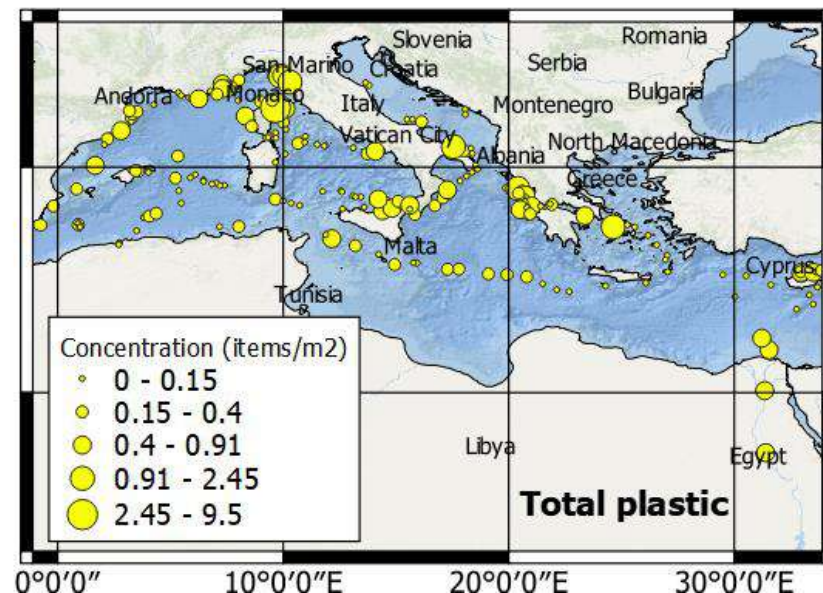 Slovenia
Romania
San Marino
Croatia
Serbia
Andorra
Monaco
Italy
Montenegro
Bulgaria
Vatican City
Albania
North Macedonia
Greece
Malta
Cyprus
Tunisia
Libya
Egypt
Concentration (items/m2)
0 - 0.15
0.15 - 0.4
0.4 - 0.91
0.91 - 2.45
2.45 - 9.5
Total plastic
0°0'0"
10°0'0"E
20°0'0"E
30°0'0"E